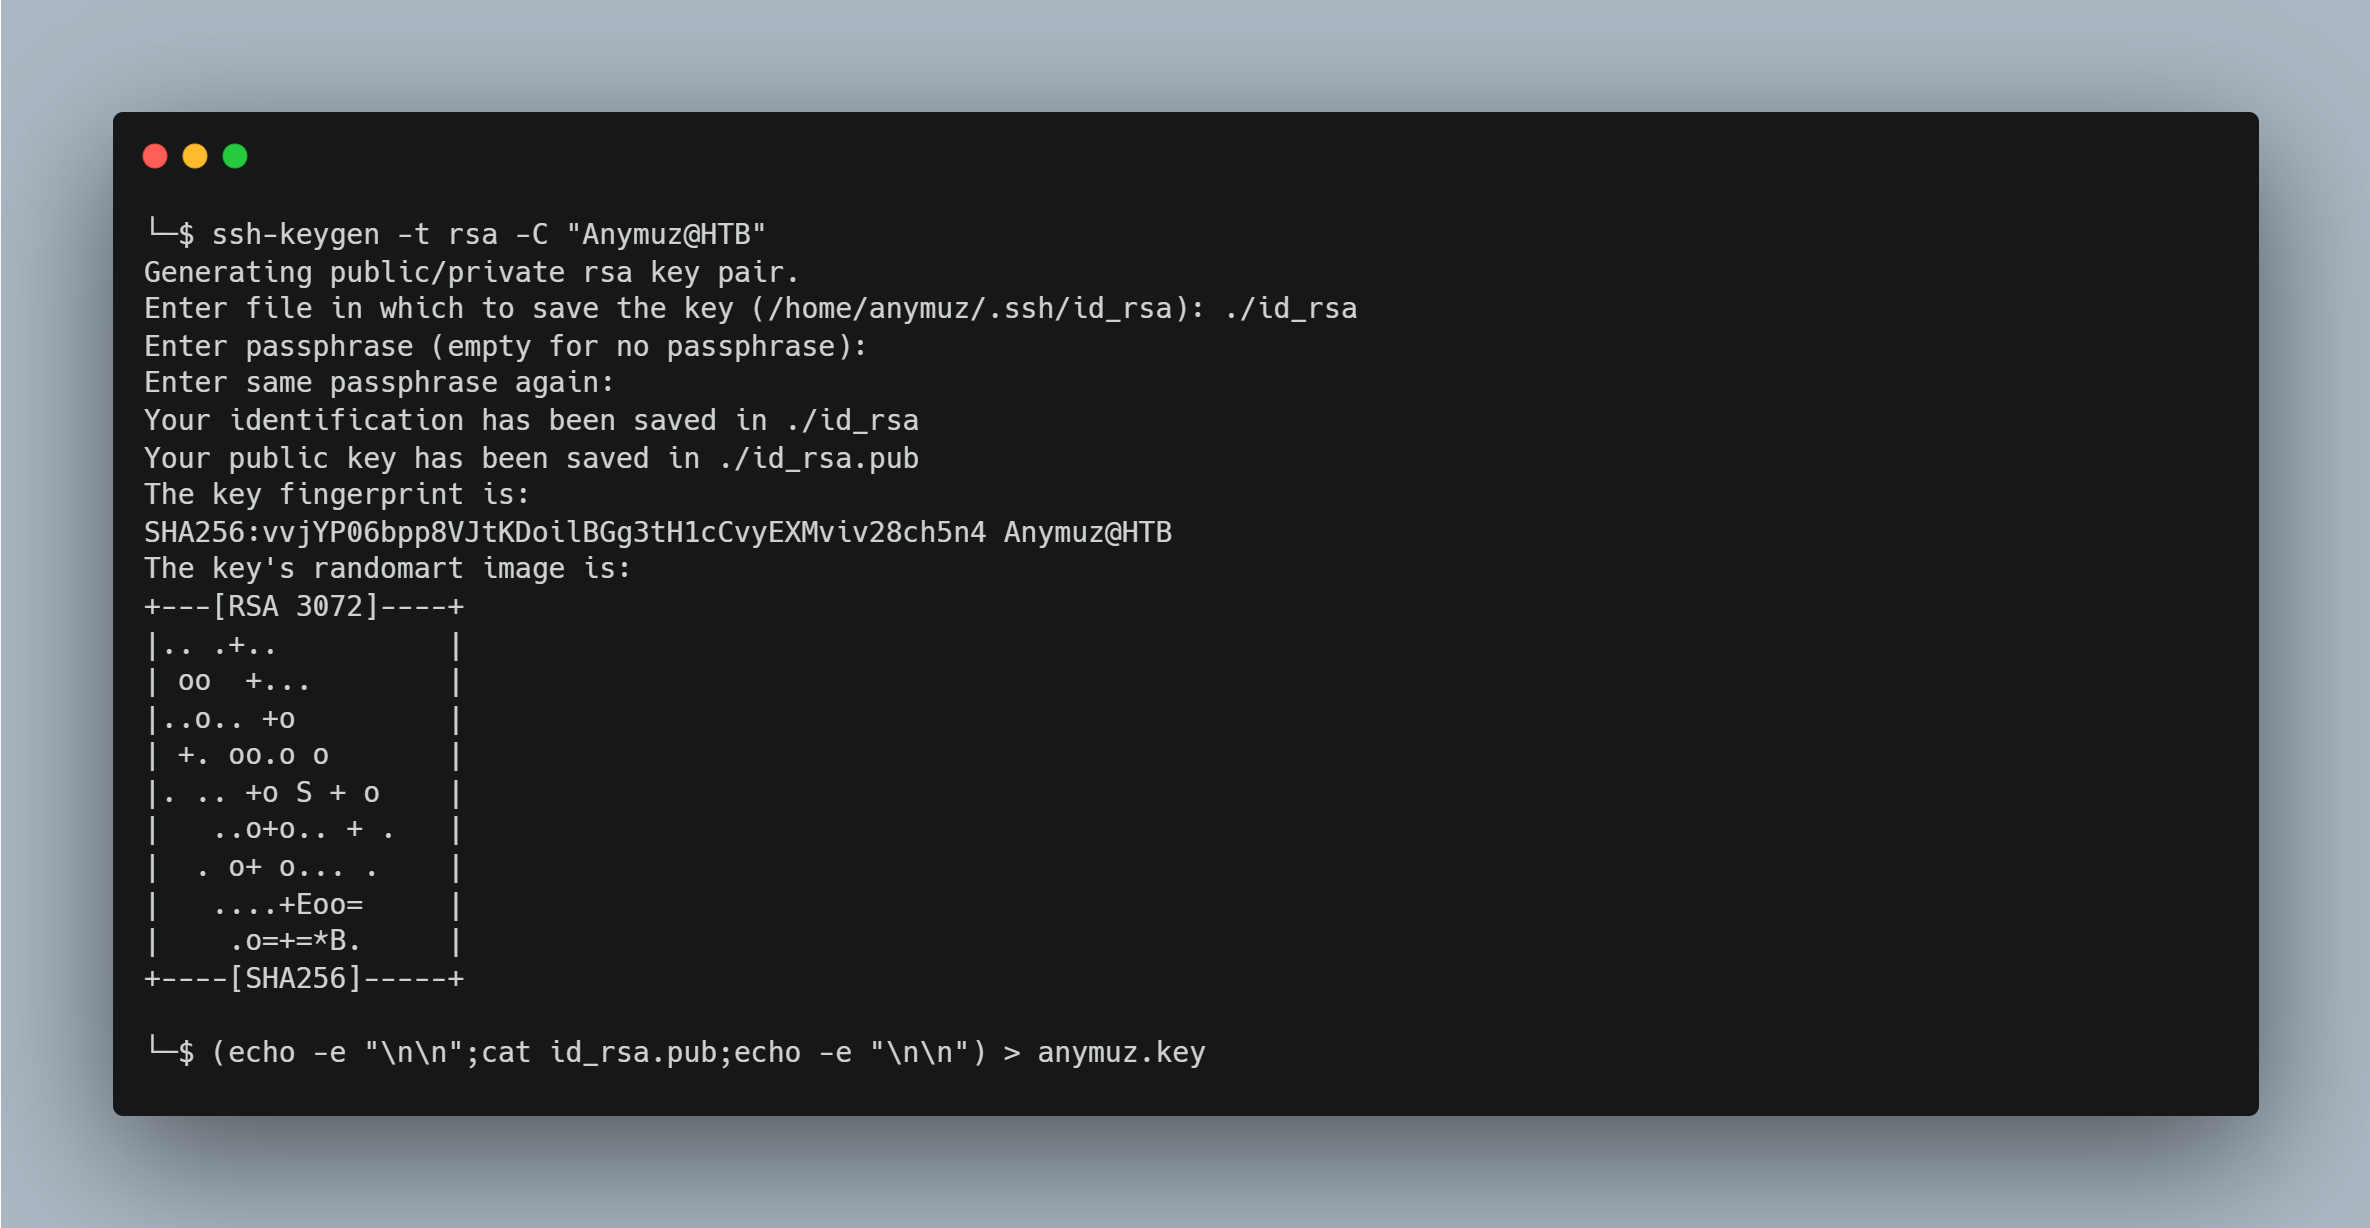 └─$ ssh-keygen -t rsa -C "Anymuz@HTB"
Generating public/private rsa key pair.
Enter file in which to save the key (/home/anymuz/.ssh/id_rsa): ./id_rsa
Enter passphrase (empty for no passphrase):
Enter same passphrase again:
Your identification has been saved in ./id_rsa
Your public key has been saved in ./id_rsa.pub
The key fingerprint is:
SHA256:vvjYP06bpp8VJtKDoilBGg3tH1cCvyEXMviv28ch5n4 Anymuz@HTB
The key's randomart image is:
+---[RSA 3072]----+
|.. .+..          |
| oo  +...        |
|..o.. +o         |
| +. oo.o o       |
|. .. +o S + o    |
|   ..o+o.. + .   |
|  . o+ o... .    |
|   ....+Eoo=     |
|    .o=+=*B.     |
+----[SHA256]-----+
└─$ (echo -e "\n\n";cat id_rsa.pub;echo -e "\n\n") > anymuz.key